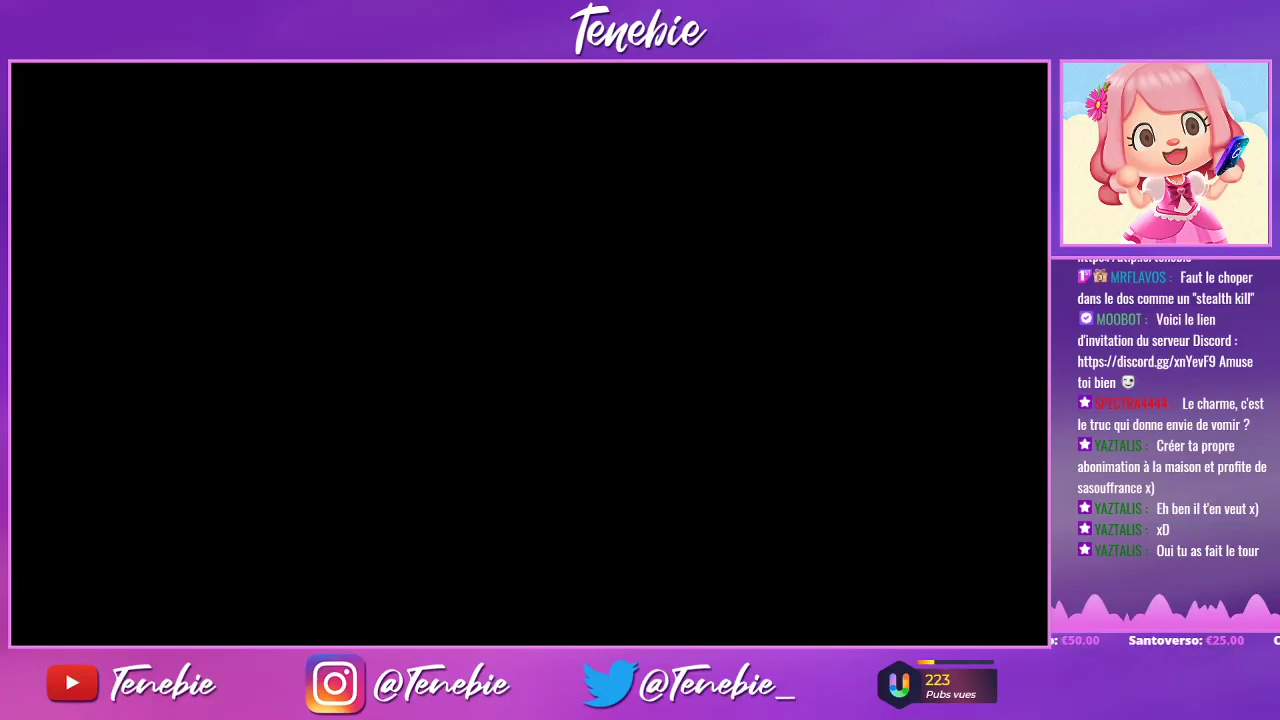 Tenebie
MRFLAVOS : Faut le choper
dans le dos comme un "stealth kill"
MOOBOT : Voici le lien
d'invitation du serveur Discord :
https://discord.gg/xnYevF9 Amuse
toi bien
SPECTRA4444 : Le charme, c'est
le truc qui donne envie de vomir ?
YAZTALIS : Créer ta propre
abonimation à la maison et profite de
sasouffrance x)
YAZTALIS : Eh ben il t'en veut x)
YAZTALIS : xD
YAZTALIS : Oui tu as fait le tour
€50.00 Santoverso: €25.00
Tenebie
@Tenebie
@Tenebie_
223
Pubs vues